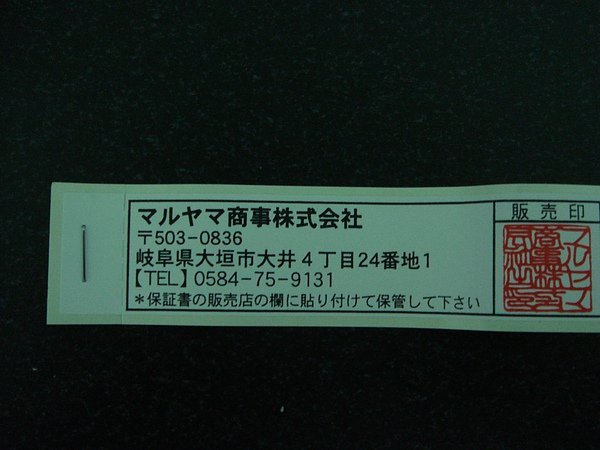 マルヤマ商事株式会社
〒503-0836
岐阜県大垣市大井４丁目24番地1
【TEL】0584-75-9131
＊保証書の販売店の欄に貼り付けて保管して下さい
販売印